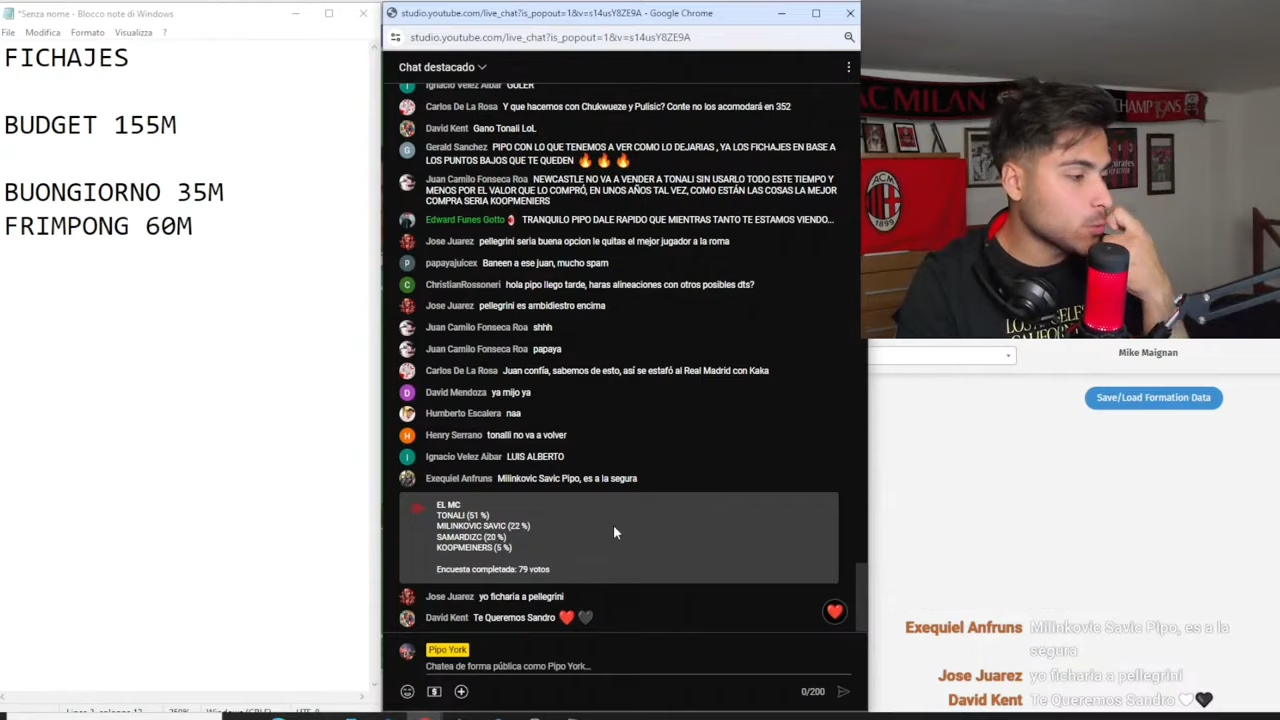 *Senza nome - Blocco note di Windows
File Modifica Formato Visualizza ?
FICHAJES
BUDGET 155M
BUONGIORNO 35M
FRIMPONG 60M
studio.youtube.com/live_chat?is_popout=1&v=s14usY8ZE9A - Google Chrome
studio.youtube.com/live_chat?is_popout=1&v=s14usY8ZE9A
Chat destacado
Ignacio Velez Aibar GULER
Carlos De La Rosa Y que hacemos con Chukwueze y Pulisic? Conte no los acomodará en 352
David Kent Gano Tonali LoL
Gerald Sanchez PIPO CON LO QUE TENEMOS A VER COMO LO DEJARIAS , YA LOS FICHAJES EN BASE A
LOS PUNTOS BAJOS QUE TE QUEDEN 🔥 🔥 🔥
Juan Camilo Fonseca Roa NEWCASTLE NO VA A VENDER A TONALI SIN USARLO TODO ESTE TIEMPO Y
MENOS POR EL VALOR QUE LO COMPRÓ, EN UNOS AÑOS TAL VEZ, COMO ESTÁN LAS COSAS LA MEJOR
COMPRA SERIA KOOPMENIERS
Edward Funes Gotto TRANQUILO PIPO DALE RAPIDO QUE MIENTRAS TANTO TE ESTAMOS VIENDO...
Jose Juarez pellegrini seria buena opcion le quitas el mejor jugador a la roma
papayajuicex Baneen a ese juan, mucho spam
ChristianRossoneri hola pipo llego tarde, haras alineaciones con otros posibles dts?
Jose Juarez pellegrini es ambidiestro encima
Juan Camilo Fonseca Roa shhh
Juan Camilo Fonseca Roa papaya
Carlos De La Rosa Juan confía, sabemos de esto, así se estafó al Real Madrid con Kaka
David Mendoza ya mijo ya
Humberto Escalera naa
Henry Serrano tonalli no va a volver
Ignacio Velez Aibar LUIS ALBERTO
Exequiel Anfruns Milinkovic Savic Pipo, es a la segura
EL MC
TONALI (51 %)
MILINKOVIC SAVIC (22 %)
SAMARDIZC (20 %)
KOOPMEINERS (5 %)
Encuesta completada: 79 votos
Jose Juarez yo ficharia a pellegrini
David Kent Te Queremos Sandro ❤️ 🖤
Pipo York
Chatea de forma pública como Pipo York...
0/200
AC MILAN
CHAMP19NS
ACM
LOS ANGELES
Mike Maignan
Save/Load Formation Data
Exequiel Anfruns Milinkovic Savic Pipo, es a la
segura
Jose Juarez yo ficharia a pellegrini
David Kent Te Queremos Sandro 🤍🖤